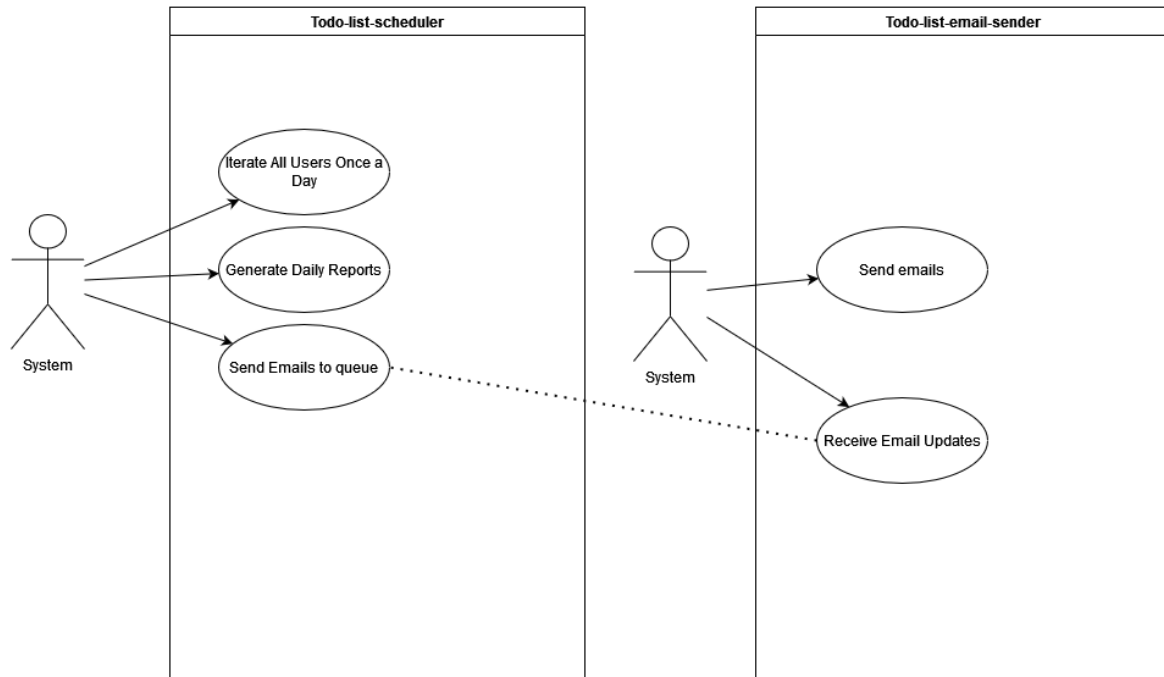 Todo-list-scheduler
Iterate All Users Once a
Day
Generate Daily Reports
Send Emails to queue
System
Todo-list-email-sender
Send emails
Receive Email Updates
System